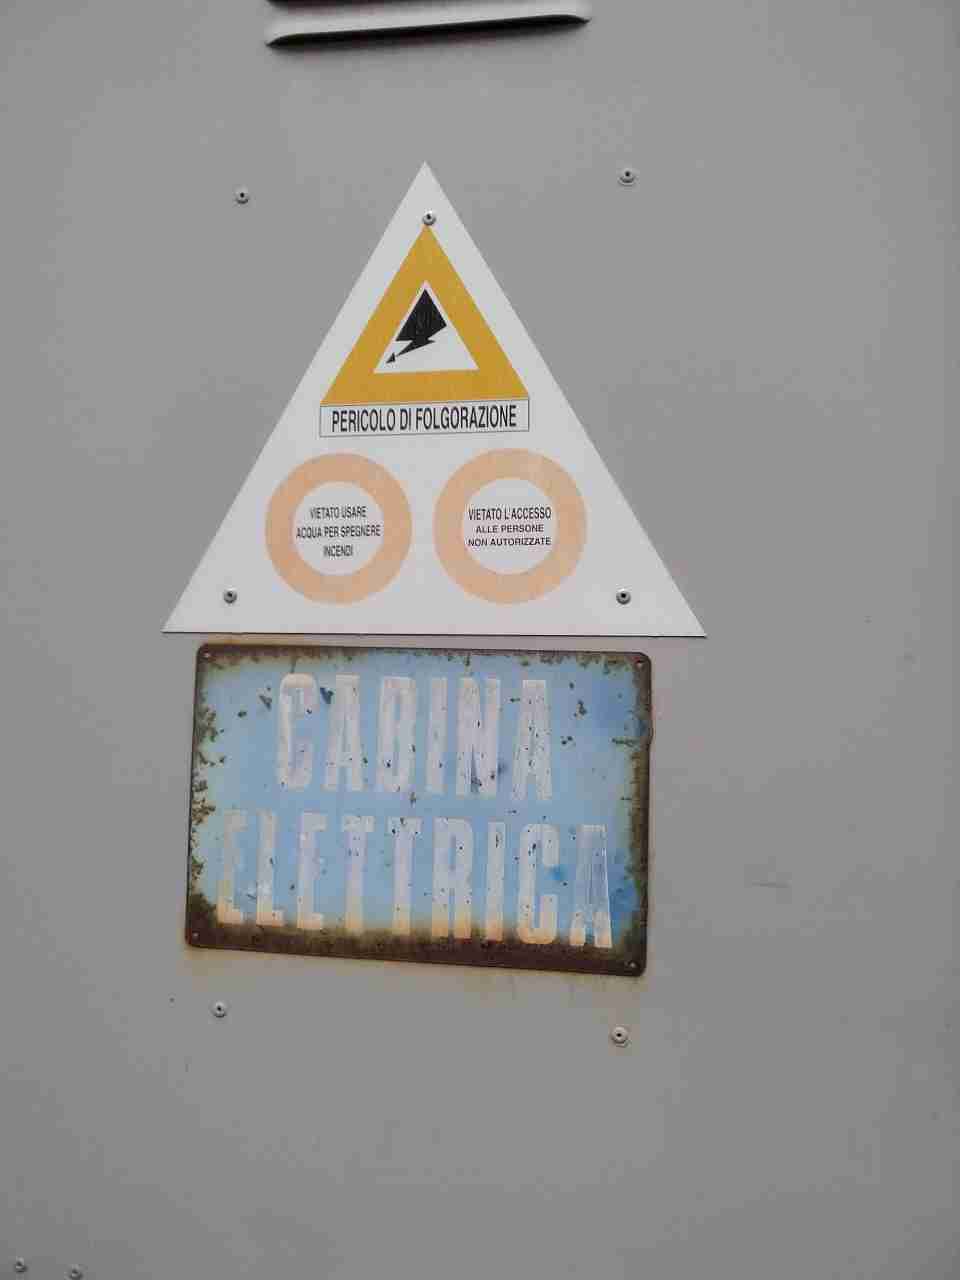 PERICOLO DI FOLGORAZIONE
VIETATO USARE
ACQUA PER SPEGNERE
INCENDI
VIETATO L'ACCESSO
ALLE PERSONE
NON AUTORIZZATE
CABINA
ELETTRICA